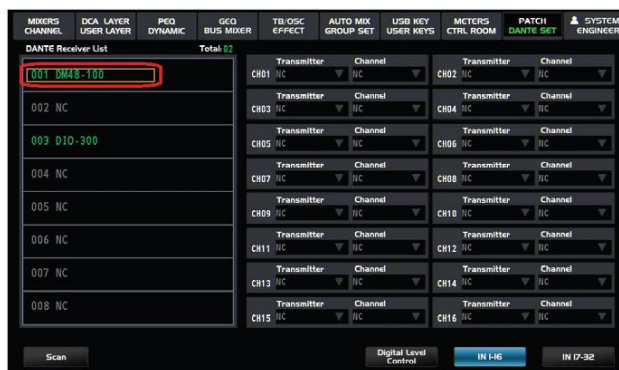 MIXERS CHANNEL DCA LAYER USER LAYER PEQ DYNAMIC GEQ BUS MIXER TB/OSC EFFECT AUTO MIX GROUP SET USB KEY USER KEYS METERS CTRL ROOM PATCH DANTE SET SYSTEM ENGINEER
DANTE Receiver List Total: 02
001 DM48-100
002 NC
003 DIO-300
004 NC
005 NC
006 NC
007 NC
008 NC
Transmitter Channel Transmitter Channel
CH01 NC NC CH02 NC NC
Transmitter Channel Transmitter Channel
CH03 NC NC CH04 NC NC
Transmitter Channel Transmitter Channel
CH05 NC NC CH06 NC NC
Transmitter Channel Transmitter Channel
CH07 NC NC CH08 NC NC
Transmitter Channel Transmitter Channel
CH09 NC NC CH10 NC NC
Transmitter Channel Transmitter Channel
CH11 NC NC CH12 NC NC
Transmitter Channel Transmitter Channel
CH13 NC NC CH14 NC NC
Transmitter Channel Transmitter Channel
CH15 NC NC CH16 NC NC
Scan Digital Level Control IN 1-16 IN 17-32